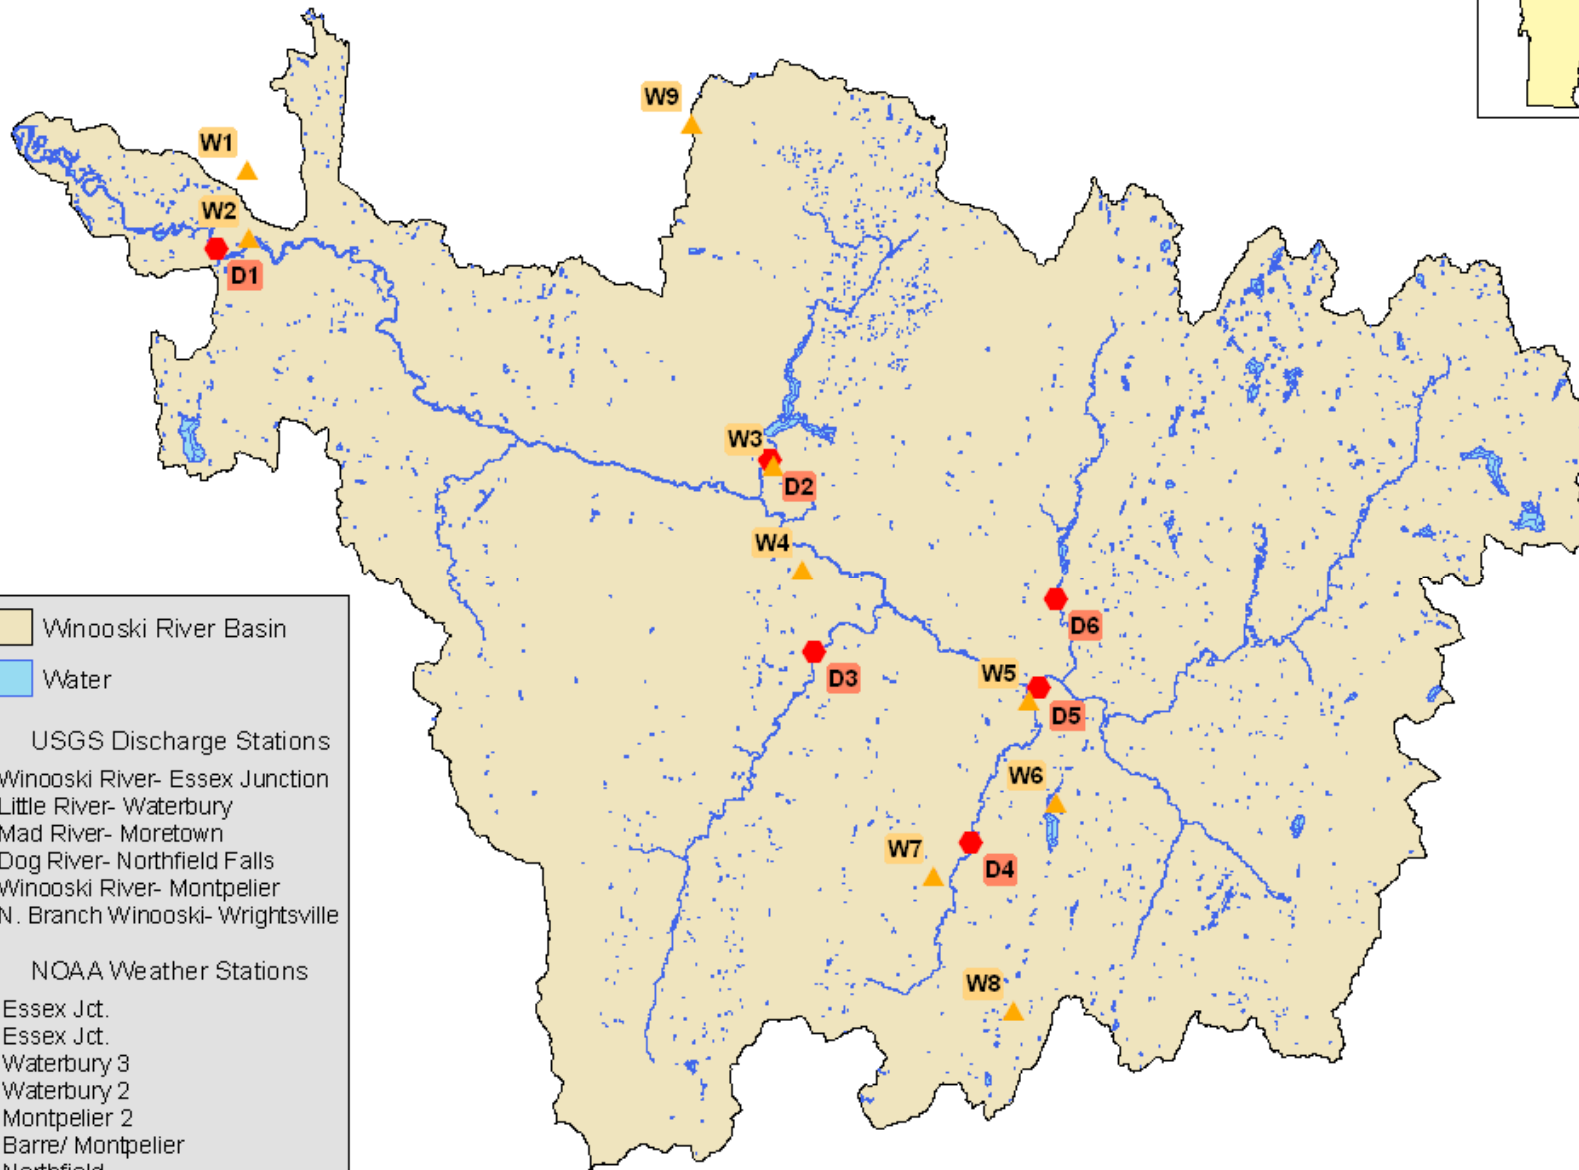 W9
W1
W2
D1
W3
D2
W4
D6
W5
D3
D5
W6
W7
D4
W8
Winooski River Basin
Water
USGS Discharge Stations
Winooski River- Essex Junction
Little River- Waterbury
Mad River- Moretown
Dog River- Northfield Falls
Winooski River- Montpelier
N. Branch Winooski- Wrightsville
NOAA Weather Stations
Essex Jct.
Essex Jct.
Waterbury 3
Waterbury 2
Montpelier 2
Barre/ Montpelier
Northfield